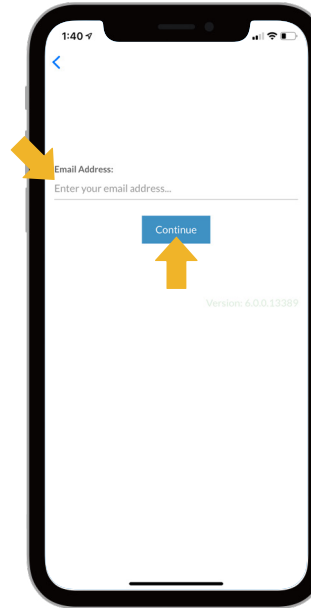 1:40
Email Address:
Enter your email address...
Continue
Version: 6.0.0.13389